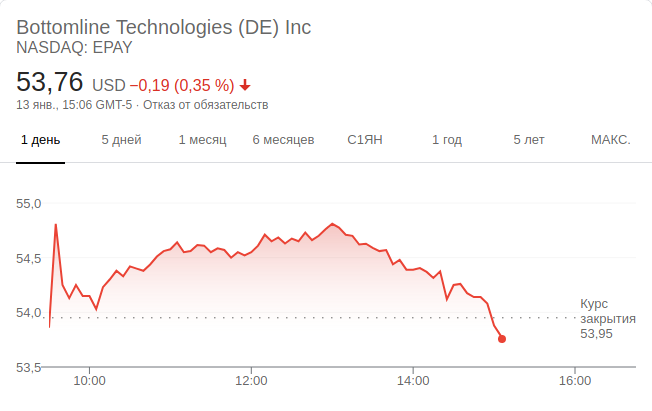 Bottomline Technologies (DE) Inc
NASDAQ: EPAY
53,76 USD −0,19 (0,35 %)
13 янв., 15:06 GMT-5 · Отказ от обязательств
1 день 5 дней 1 месяц 6 месяцев С1ЯН 1 год 5 лет МАКС.
55,0
54,5
54,0
53,5
Курс
закрытия
53,95
10:00 12:00 14:00 16:00